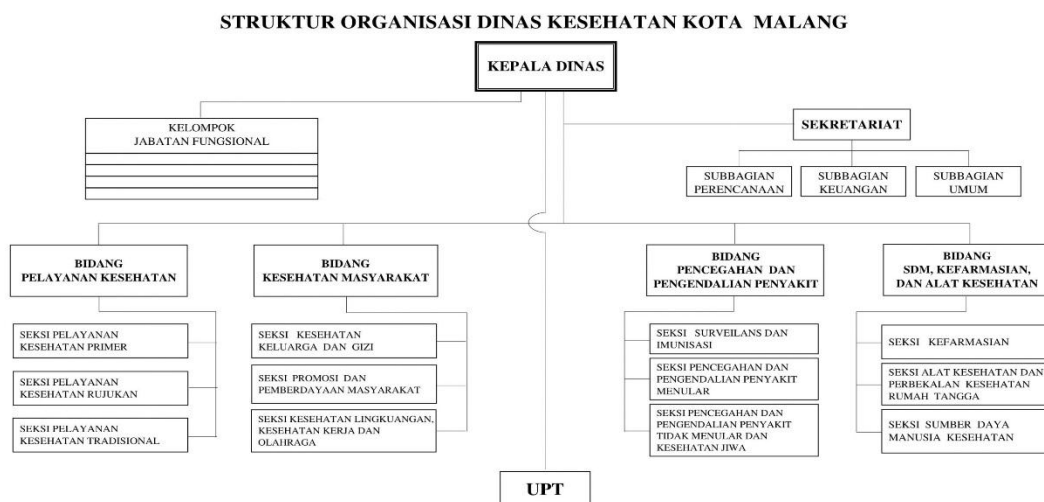 STRUKTUR ORGANISASI DINAS KESEHATAN KOTA MALANG
KEPALA DINAS
KELOMPOK
JABATAN FUNGSIONAL
SEKRETARIAT
SUBBAGIAN
PERENCANAAN
SUBBAGIAN
KEUANGAN
SUBBAGIAN
UMUM
BIDANG
PELAYANAN KESEHATAN
SEKSI PELAYANAN
KESEHATAN PRIMER
SEKSI PELAYANAN
KESEHATAN RUJUKAN
SEKSI PELAYANAN
KESEHATAN TRADISIONAL
BIDANG
KESEHATAN MASYARAKAT
SEKSI KESEHATAN
KELUARGA DAN GIZI
SEKSI PROMOSI DAN
PEMBERDAYAAN MASYARAKAT
SEKSI KESEHATAN LINGKUANGAN,
KESEHATAN KERJA DAN
OLAHRAGA
BIDANG
PENCEGAHAN DAN
PENGENDALIAN PENYAKIT
SEKSI SURVEILANS DAN
IMUNISASI
SEKSI PENCEGAHAN DAN
PENGENDALIAN PENYAKIT
MENULAR
SEKSI PENCEGAHAN DAN
PENGENDALIAN PENYAKIT
TIDAK MENULAR DAN
KESEHATAN JIWA
BIDANG
SDM, KEFARMASIAN,
DAN ALAT KESEHATAN
SEKSI KEFARMASIAN
SEKSI ALAT KESEHATAN DAN
PERBEKALAN KESEHATAN
RUMAH TANGGA
SEKSI SUMBER DAYA
MANUSIA KESEHATAN
UPT